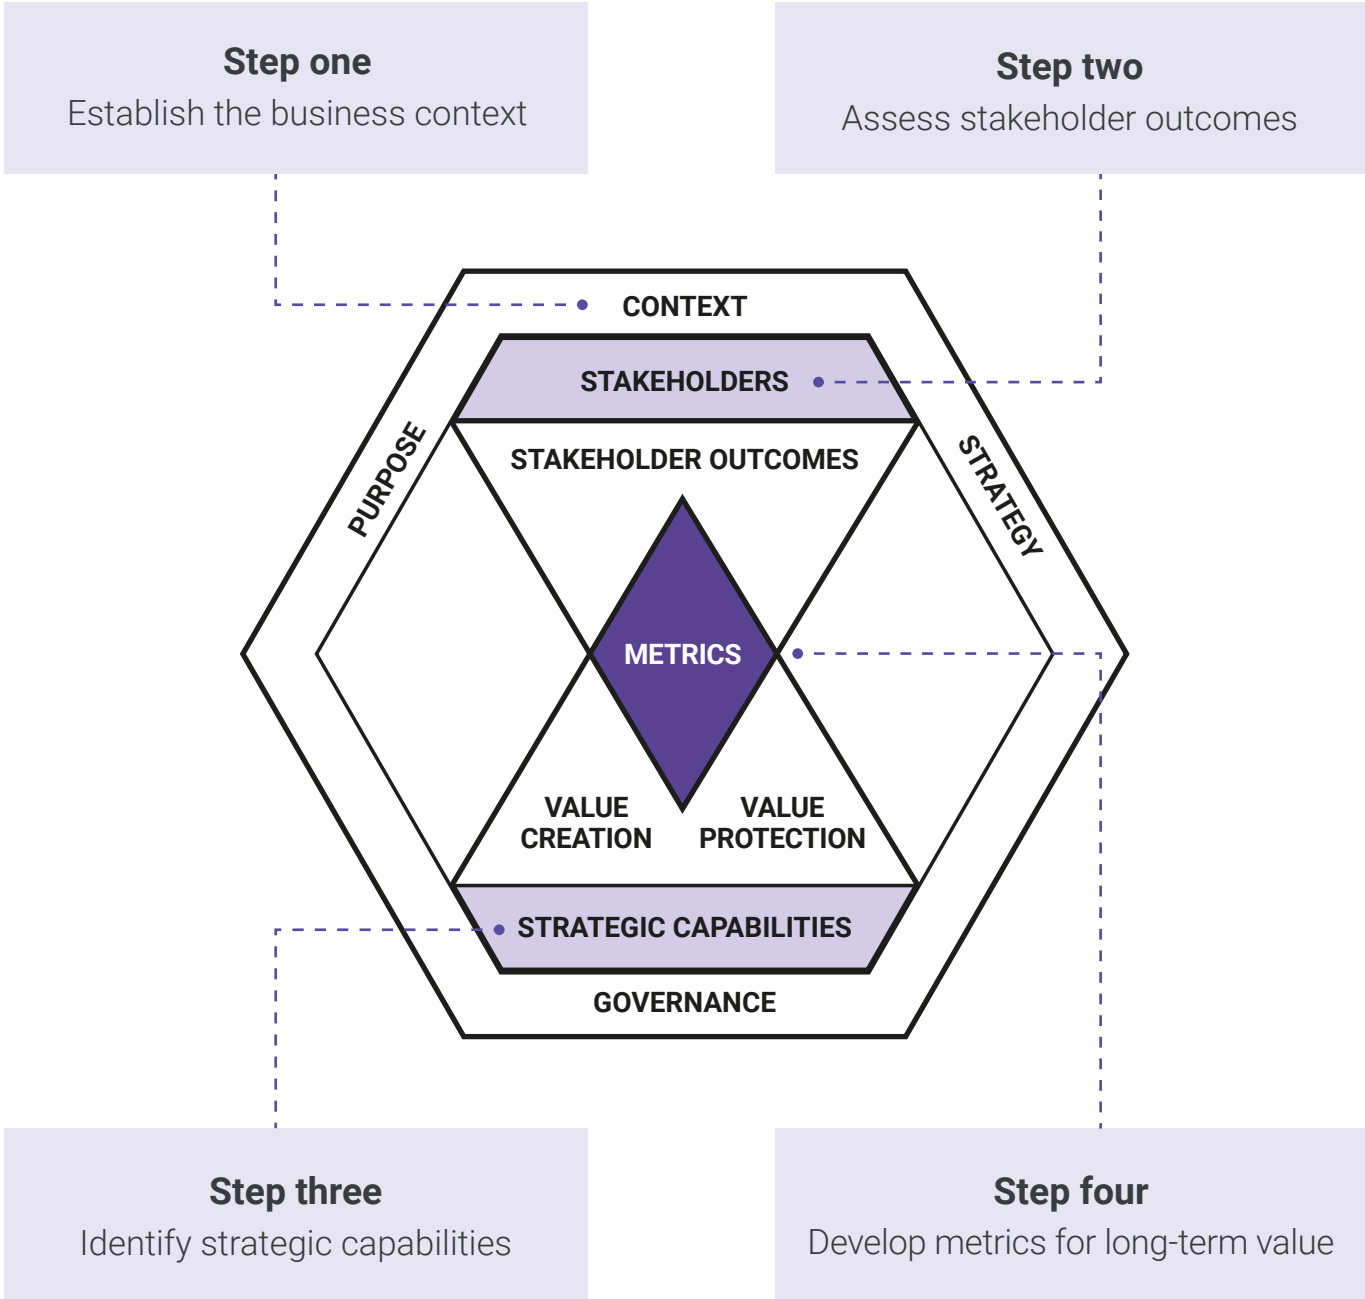 Step one
Establish the business context
Step two
Assess stakeholder outcomes
CONTEXT
STAKEHOLDERS
STAKEHOLDER OUTCOMES
PURPOSE
STRATEGY
METRICS
VALUE
CREATION
VALUE
PROTECTION
STRATEGIC CAPABILITIES
GOVERNANCE
Step three
Identify strategic capabilities
Step four
Develop metrics for long-term value